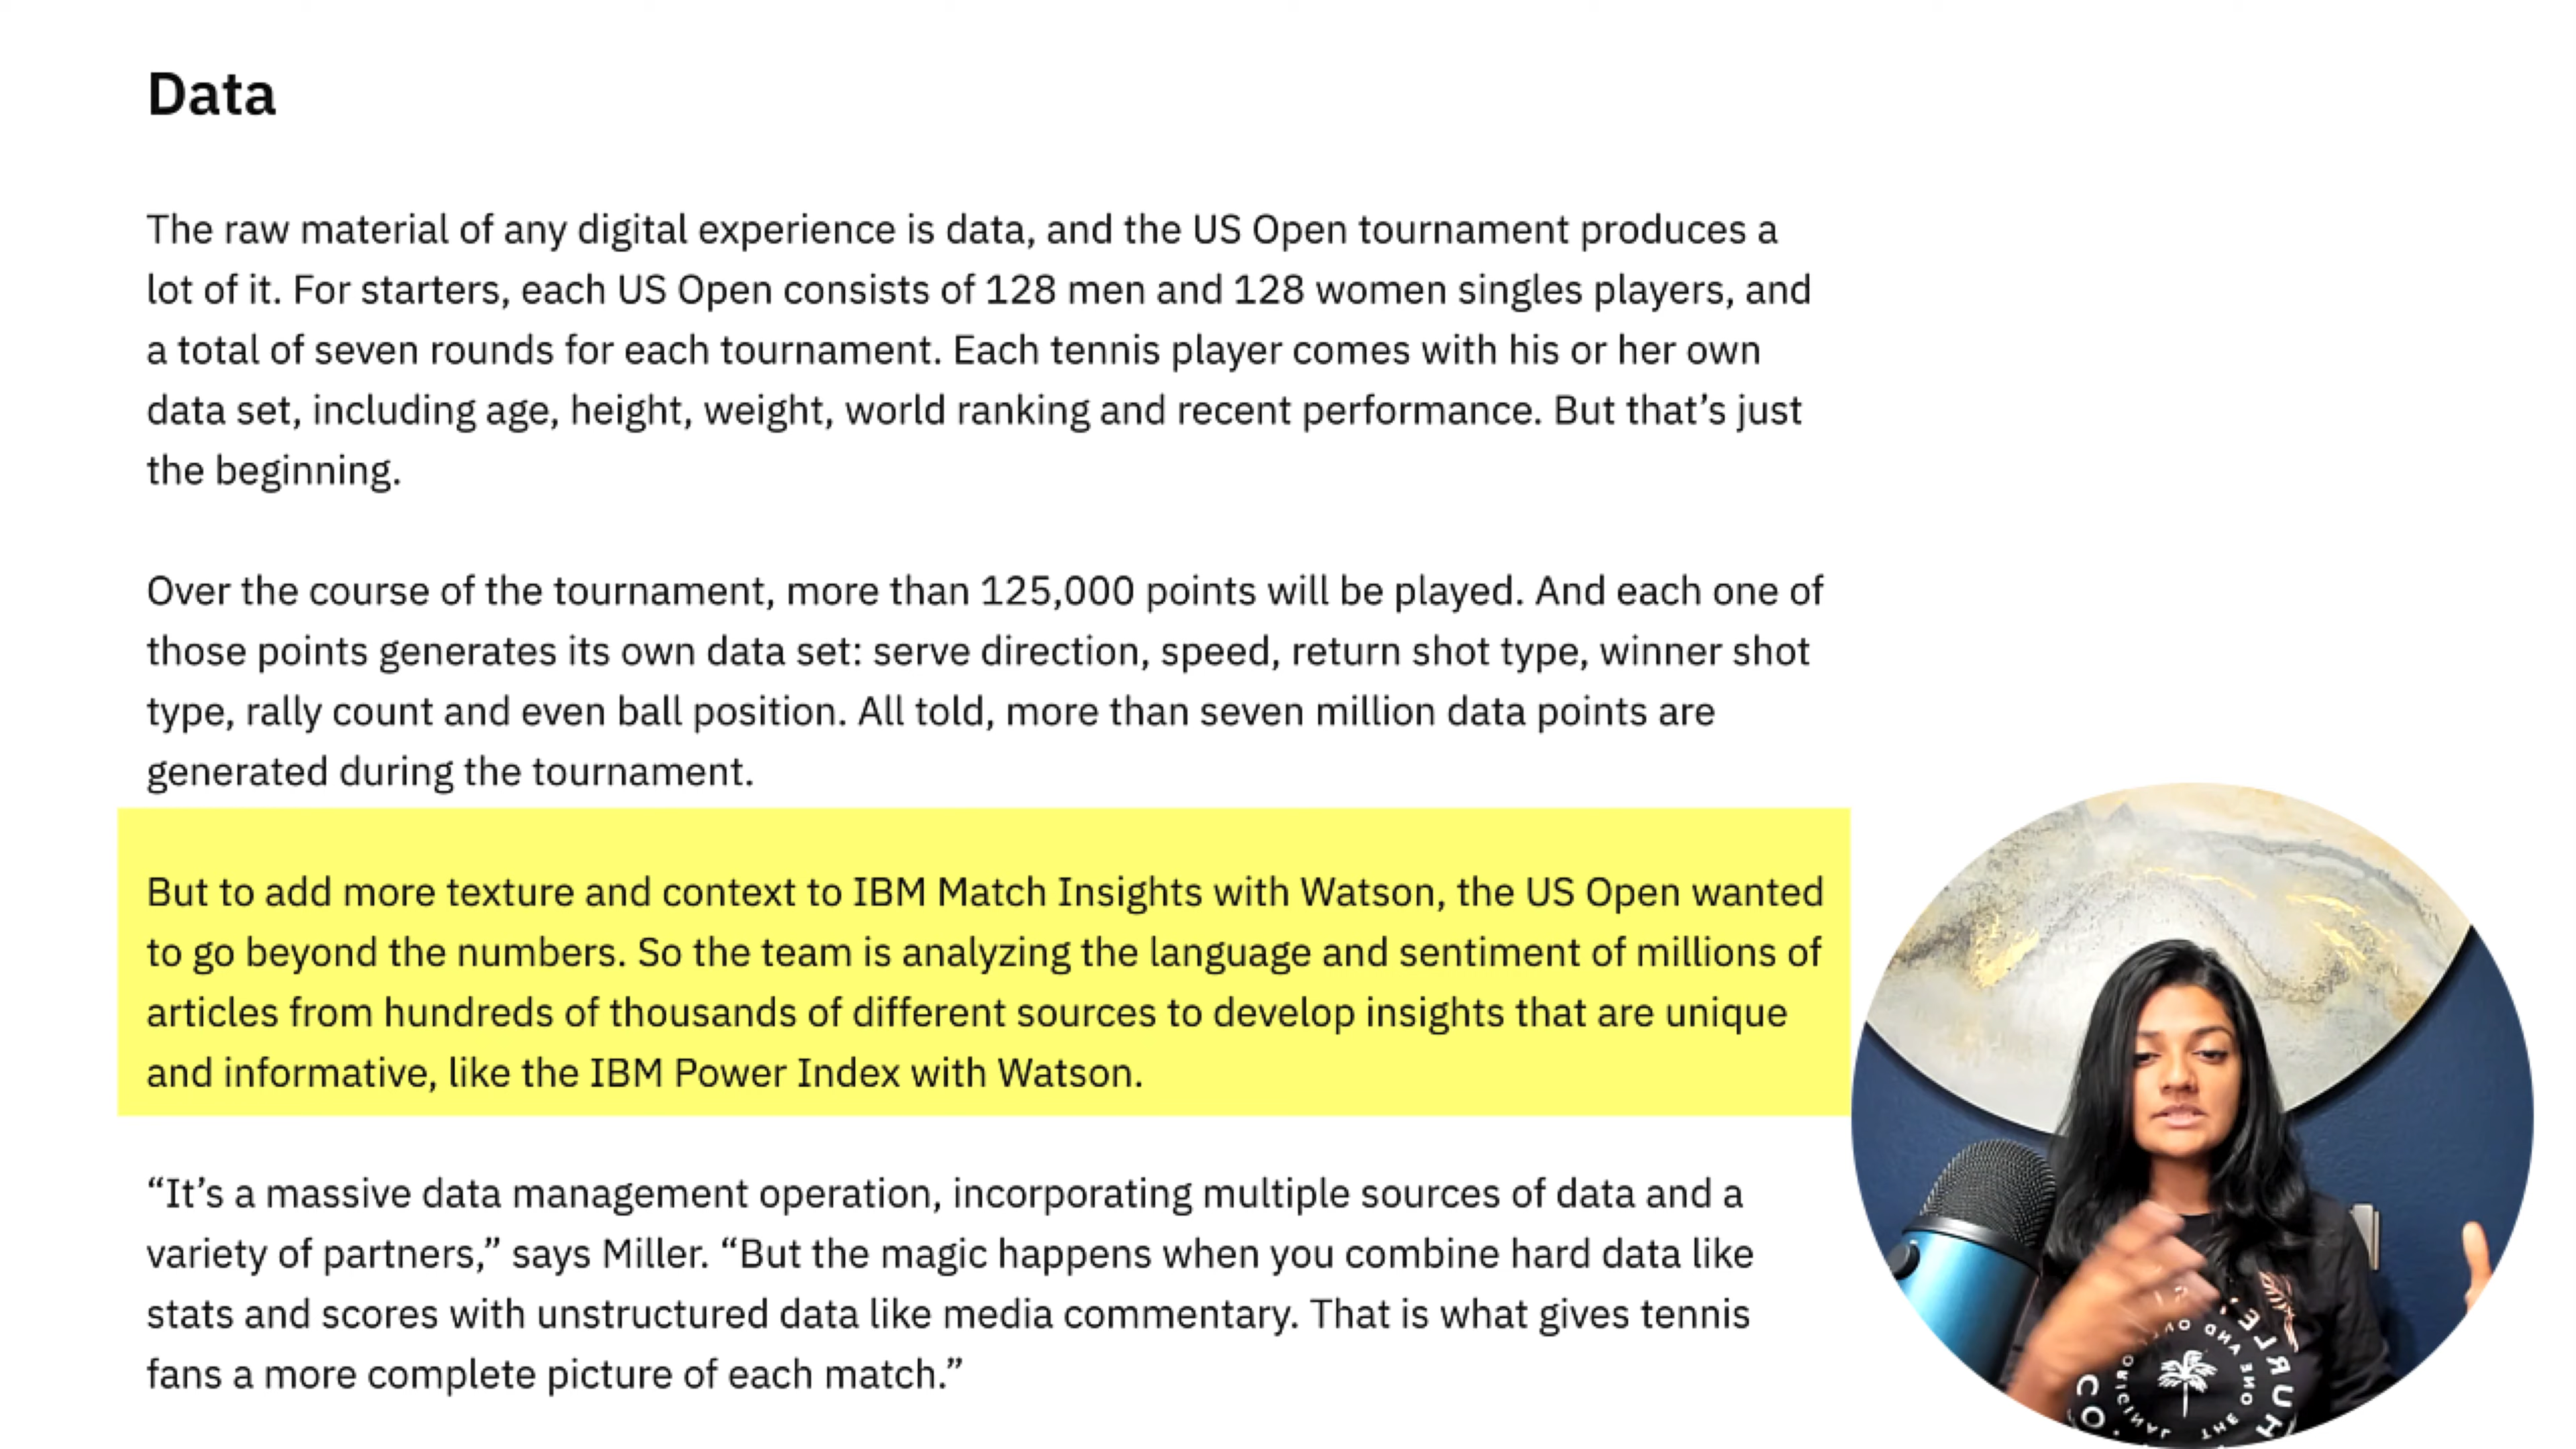 Data
The raw material of any digital experience is data, and the US Open tournament produces a
lot of it. For starters, each US Open consists of 128 men and 128 women singles players, and
a total of seven rounds for each tournament. Each tennis player comes with his or her own
data set, including age, height, weight, world ranking and recent performance. But that’s just
the beginning.
Over the course of the tournament, more than 125,000 points will be played. And each one of
those points generates its own data set: serve direction, speed, return shot type, winner shot
type, rally count and even ball position. All told, more than seven million data points are
generated during the tournament.
But to add more texture and context to IBM Match Insights with Watson, the US Open wanted
to go beyond the numbers. So the team is analyzing the language and sentiment of millions of
articles from hundreds of thousands of different sources to develop insights that are unique
and informative, like the IBM Power Index with Watson.
“It’s a massive data management operation, incorporating multiple sources of data and a
variety of partners,” says Miller. “But the magic happens when you combine hard data like
stats and scores with unstructured data like media commentary. That is what gives tennis
fans a more complete picture of each match.”